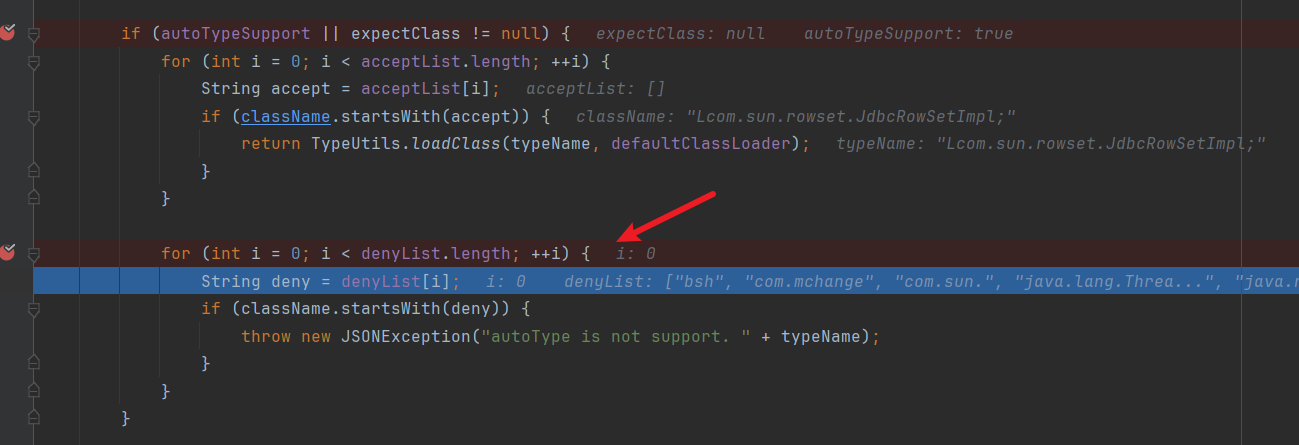 if (autoTypeSupport || expectClass != null) { expectClass: null autoTypeSupport: true
for (int i = 0; i < acceptList.length; ++i) {
String accept = acceptList[i]; acceptList: []
if (className.startsWith(accept)) { className: "Lcom.sun.rowset.JdbcRowSetImpl;"
return TypeUtils.loadClass(typeName, defaultClassLoader); typeName: "Lcom.sun.rowset.JdbcRowSetImpl;"
}
}
for (int i = 0; i < denyList.length; ++i) { i: 0
String deny = denyList[i]; i: 0 denyList: ["bsh", "com.mchange", "com.sun.", "java.lang.Threa...", "java.n
if (className.startsWith(deny)) {
throw new JSONException("autoType is not support. " + typeName);
}
}
}